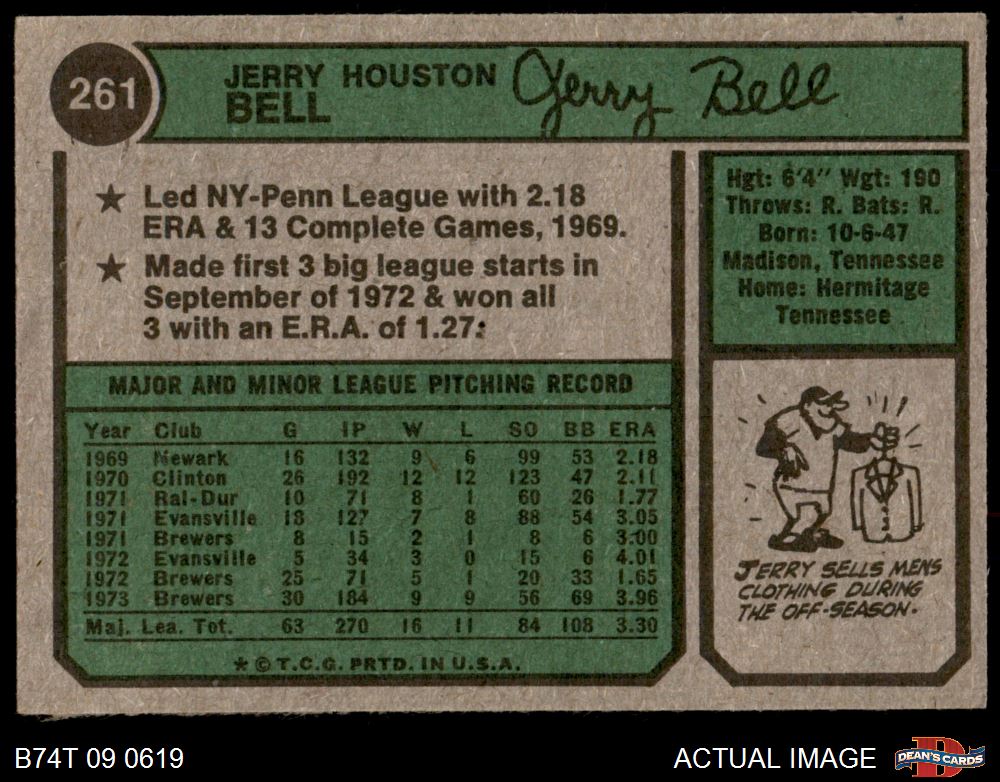 261
JERRY HOUSTON
BELL
Jerry Bell
★ Led NY-Penn League with 2.18
ERA & 13 Complete Games, 1969.
★ Made first 3 big league starts in
September of 1972 & won all
3 with an E.R.A. of 1.27.
Hgt: 6'4" Wgt: 190
Throws: R. Bats: R.
Born: 10-6-47
Madison, Tennessee
Home: Hermitage
Tennessee
MAJOR AND MINOR LEAGUE PITCHING RECORD
Year Club G IP W L SO BB ERA
1969 Newark 16 132 9 6 99 53 2.18
1970 Clinton 26 192 12 12 123 47 2.11
1971 Ral-Dur 10 71 8 1 60 26 1.77
1971 Evansville 18 127 7 8 88 54 3.05
1971 Brewers 8 15 2 1 8 6 3.00
1972 Evansville 5 34 3 0 15 6 4.01
1972 Brewers 25 71 5 1 20 33 1.65
1973 Brewers 30 184 9 9 56 69 3.96
Maj. Lea. Tot. 63 270 16 11 84 108 3.30
★ © T.C.G. PRTD. IN U.S.A.
JERRY SELLS MENS
CLOTHING DURING
THE OFF-SEASON.
B74T 09 0619
ACTUAL IMAGE
D
DEAN'S CARDS